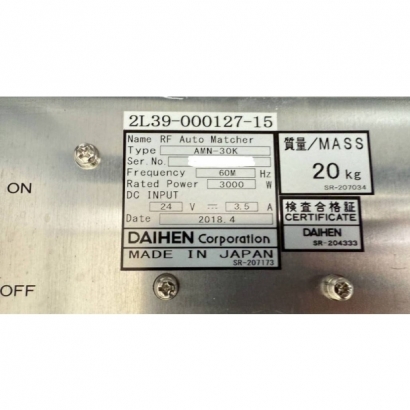 2L39-000127-15
Name RF Auto Matcher
Type AMN-30K
Ser.No.
Frequency 60M Hz
Rated Power 3000 W
DC INPUT
24 V 3.5 A
Date 2018.4
DAIHEN Corporation
MADE IN JAPAN
SR-207173
質量/MASS
20 kg
SR-207034
検査合格証
CERTIFICATE
DAIHEN
SR-204333
ON
OFF